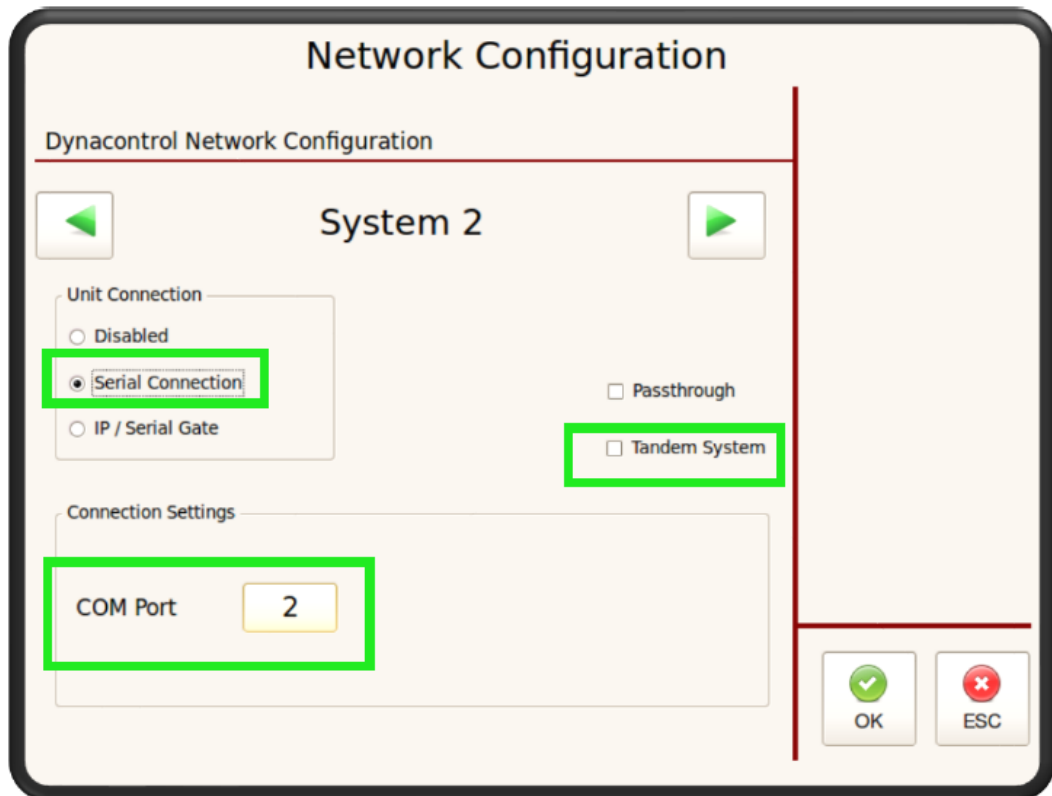 Network Configuration
Dynacontrol Network Configuration
System 2
Unit Connection
Disabled
Serial Connection
IP / Serial Gate
Passthrough
Tandem System
Connection Settings
COM Port 2
OK ESC